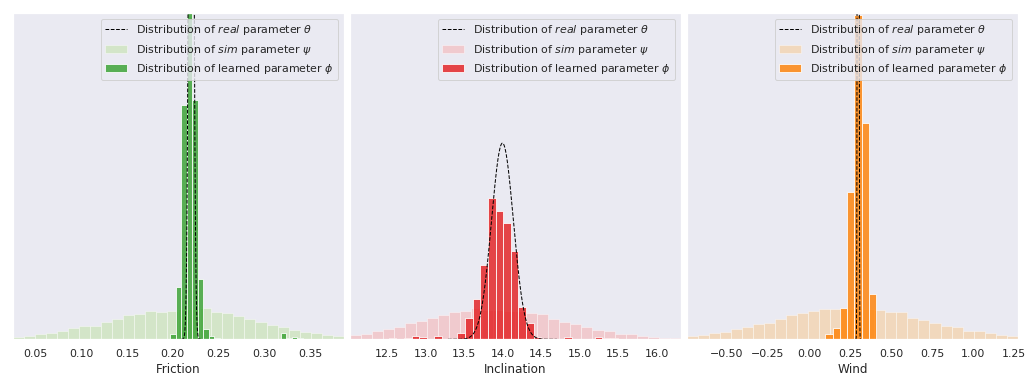 Distribution of real parameter θ
Distribution of sim parameter ψ
Distribution of learned parameter ϕ
0.05 0.10 0.15 0.20 0.25 0.30 0.35
Friction
Distribution of real parameter θ
Distribution of sim parameter ψ
Distribution of learned parameter ϕ
12.5 13.0 13.5 14.0 14.5 15.0 15.5 16.0
Inclination
Distribution of real parameter θ
Distribution of sim parameter ψ
Distribution of learned parameter ϕ
−0.50 −0.25 0.00 0.25 0.50 0.75 1.00 1.25
Wind